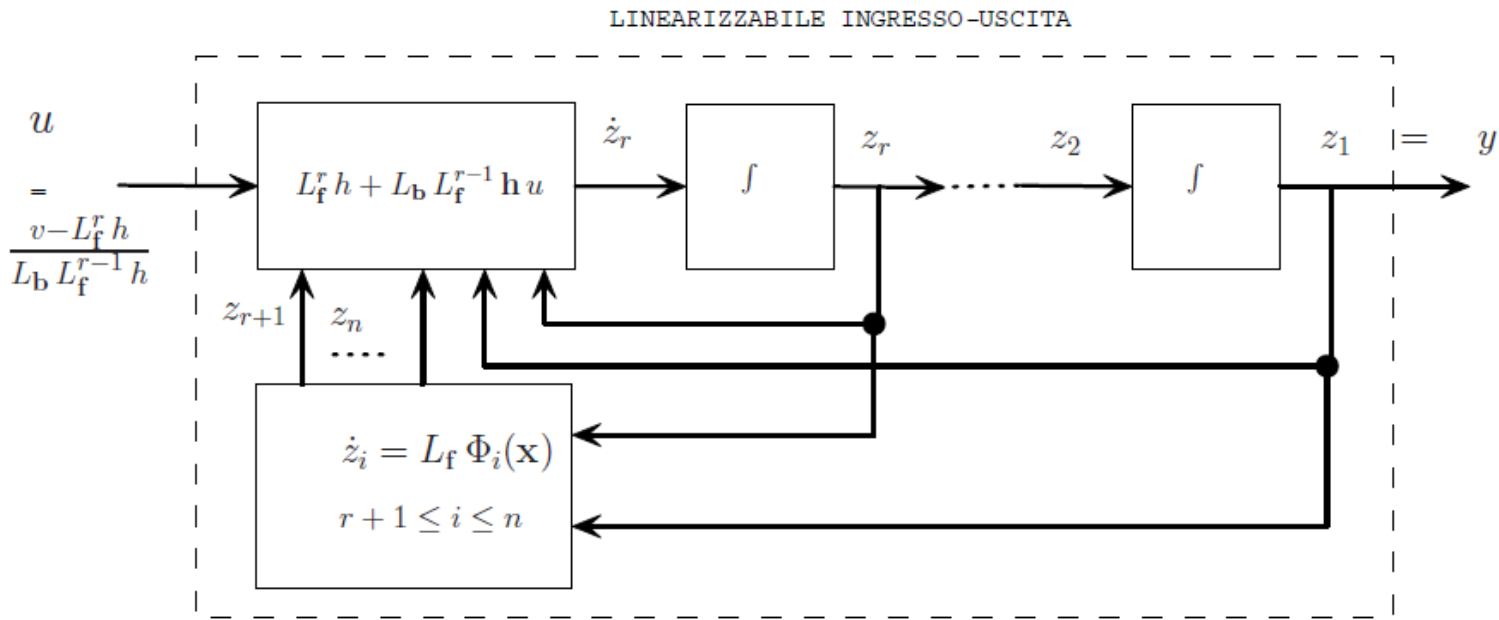 LINEARIZZABILE INGRESSO-USCITA
u
=
v−L_f^r h
L_b L_f^{r−1} h
L_f^r h + L_b L_f^{r−1} h u
ż_r
∫
z_r
z_2
∫
z_1 = y
z_{r+1} z_n
....
ż_i = L_f Φ_i(x)
r + 1 ≤ i ≤ n